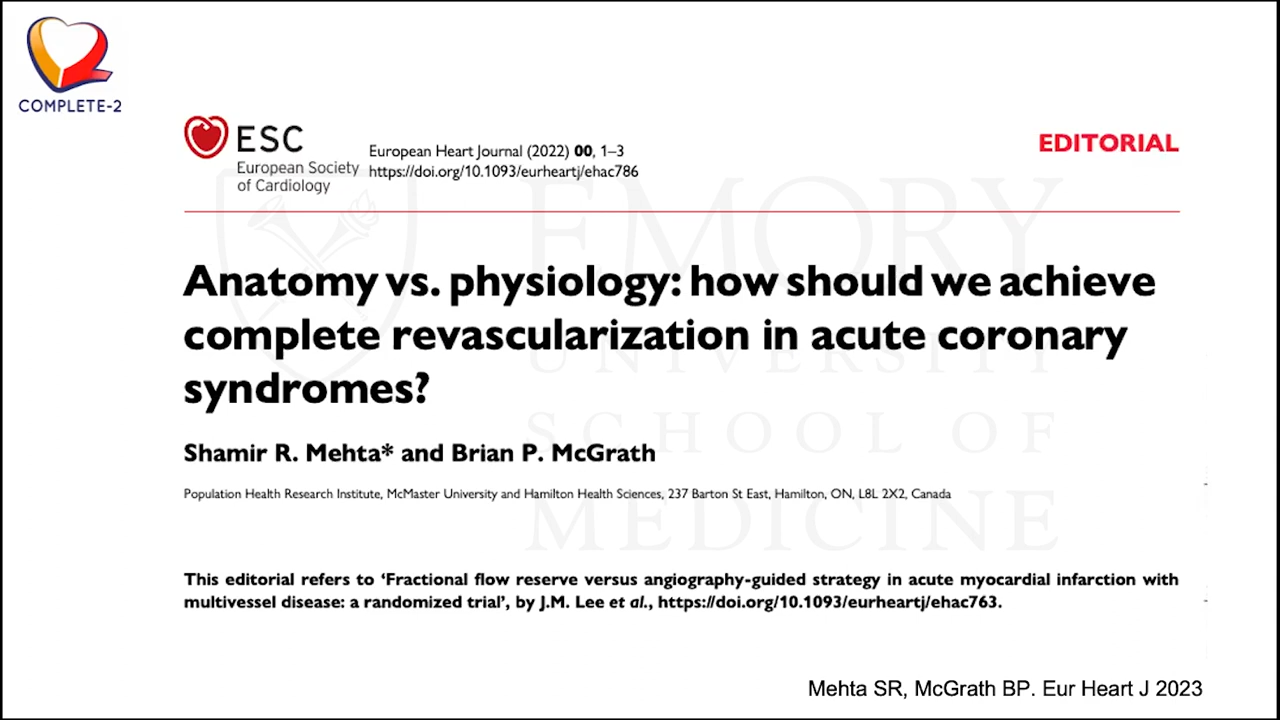 COMPLETE-2
ESC
European Society
of Cardiology
European Heart Journal (2022) 00, 1–3
https://doi.org/10.1093/eurheartj/ehac786
EDITORIAL
EMORY
UNIVERSITY
SCHOOL OF
MEDICINE
Anatomy vs. physiology: how should we achieve
complete revascularization in acute coronary
syndromes?
Shamir R. Mehta* and Brian P. McGrath
Population Health Research Institute, McMaster University and Hamilton Health Sciences, 237 Barton St East, Hamilton, ON, L8L 2X2, Canada
This editorial refers to ‘Fractional flow reserve versus angiography-guided strategy in acute myocardial infarction with
multivessel disease: a randomized trial’, by J.M. Lee et al., https://doi.org/10.1093/eurheartj/ehac763.
Mehta SR, McGrath BP. Eur Heart J 2023